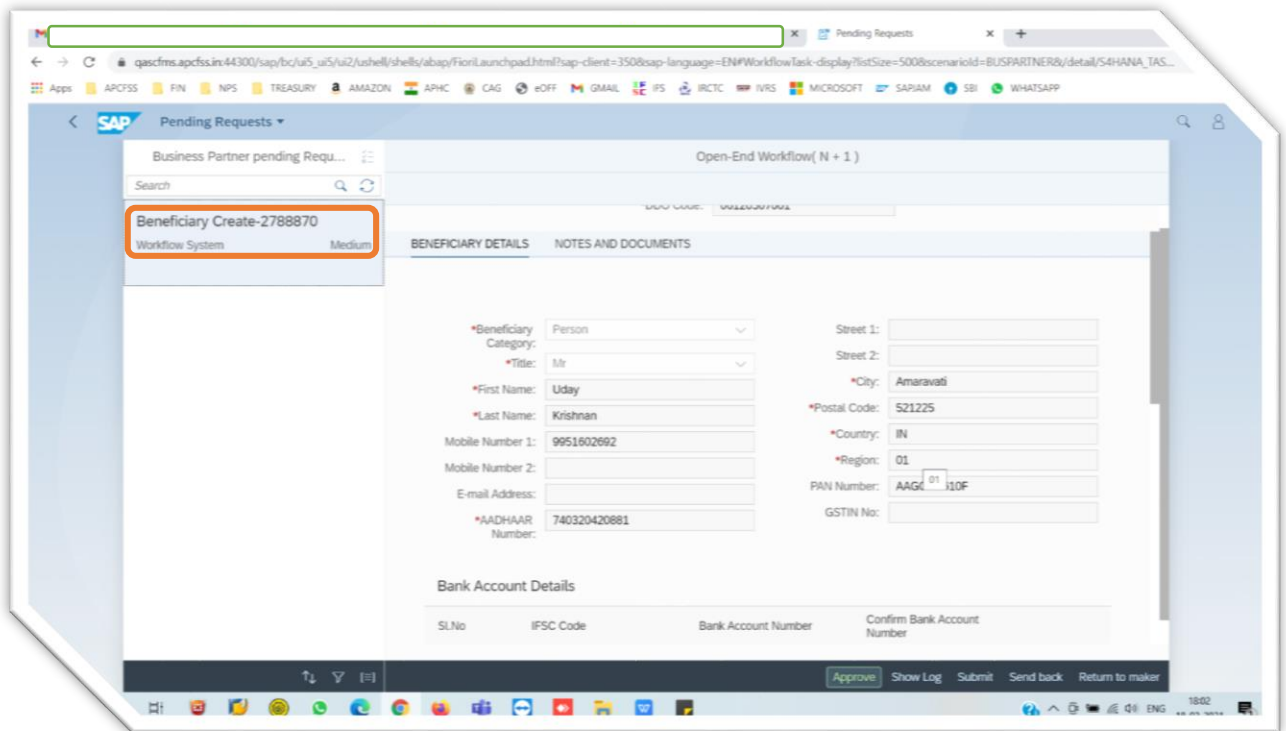 Pending Requests × +
qascfms.apcfss.in:44300/sap/bc/ui5_ui5/ui2/ushell/shells/abap/FioriLaunchpad.html?sap-client=350&sap-language=EN#WorkflowTask-display?listSize=500&scenarioId=BUSPARTNER&/detail/S4HANA_TAS...
Apps APCFSS FIN NPS TREASURY AMAZON APHC CAG eOFF GMAIL IFS IRCTC IVRS MICROSOFT SAPJAM SBI WHATSAPP
SAP Pending Requests
Business Partner pending Requ...
Open-End Workflow( N + 1 )
Search
Beneficiary Create-2788870
Workflow System Medium
DDO Code: 00120307001
BENEFICIARY DETAILS NOTES AND DOCUMENTS
*Beneficiary Category: Person
*Title: Mr
*First Name: Uday
*Last Name: Krishnan
Mobile Number 1: 9951602692
Mobile Number 2:
E-mail Address:
*AADHAAR Number: 740320420881
Street 1:
Street 2:
*City: Amaravati
*Postal Code: 521225
*Country: IN
*Region: 01
01
PAN Number:
GSTIN No:
Bank Account Details
Sl.No IFSC Code Bank Account Number Confirm Bank Account Number
Approve Show Log Submit Send back Return to maker
ENG
18:02